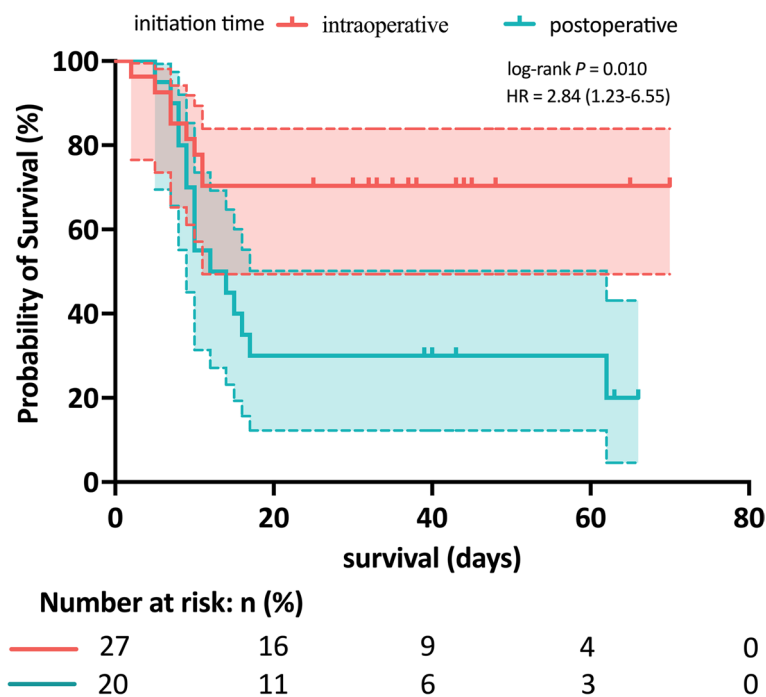 initiation time intraoperative postoperative
log-rank P = 0.010
HR = 2.84 (1.23-6.55)
Probability of Survival (%)
100
80
60
40
20
0
0 20 40 60 80
survival (days)
Number at risk: n (%)
27 16 9 4 0
20 11 6 3 0